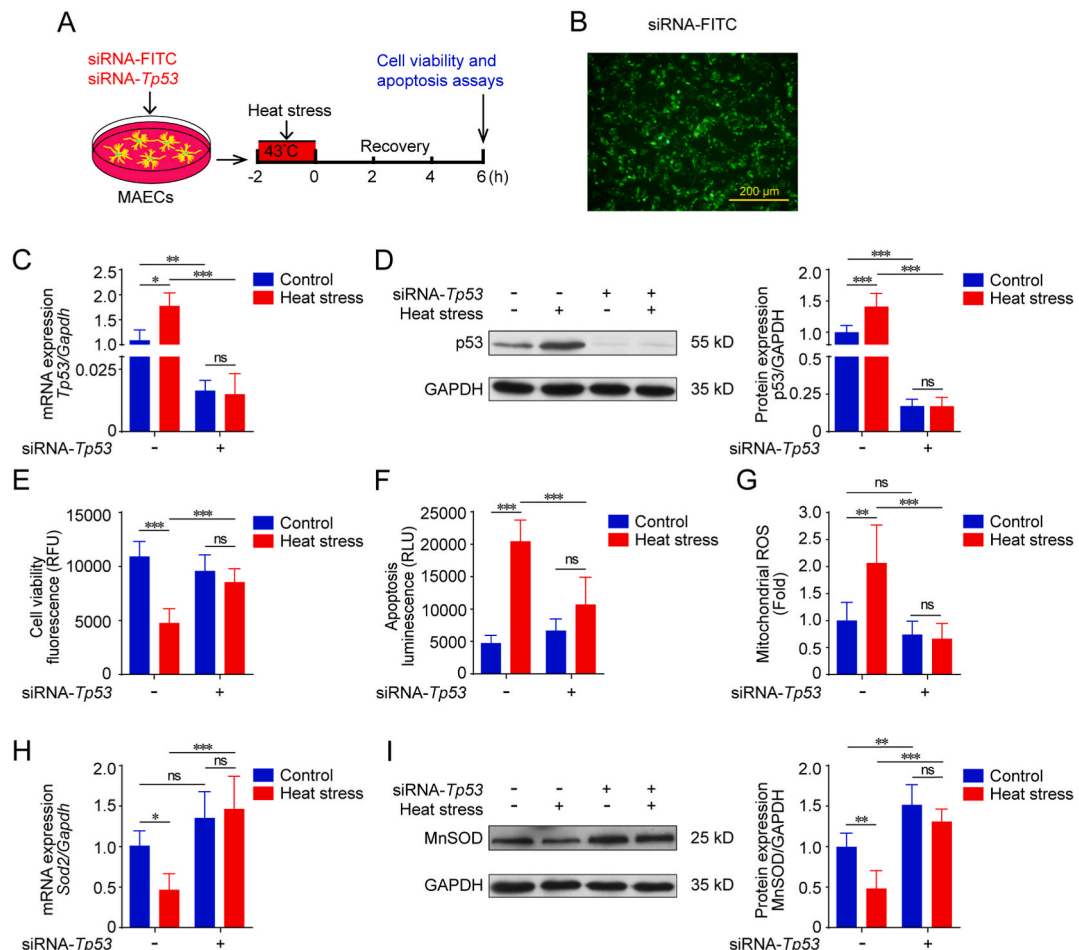 A
siRNA-FITC
siRNA-Tp53
MAECs
Heat stress
43°C
Recovery
-2 0 2 4 6 (h)
Cell viability and
apoptosis assays
B
siRNA-FITC
200 μm
C
mRNA expression
Tp53/Gapdh
2.5
2.0
1.5
1.0
0.025
0
**
*
***
ns
Control
Heat stress
siRNA-Tp53 - +
D
siRNA-Tp53 - - + +
Heat stress - + - +
p53 55 kD
GAPDH 35 kD
Protein expression
p53/GAPDH
2.0
1.5
1.0
0.50
0.25
0
***
***
***
ns
Control
Heat stress
siRNA-Tp53 - +
E
Cell viability
fluorescence (RFU)
15000
10000
5000
0
***
***
ns
Control
Heat stress
siRNA-Tp53 - +
F
Apoptosis
luminescence (RLU)
25000
20000
15000
10000
5000
0
***
***
ns
Control
Heat stress
siRNA-Tp53 - +
G
Mitochondrial ROS
(Fold)
3.0
2.5
2.0
1.5
1.0
0.5
0
ns
***
**
ns
Control
Heat stress
siRNA-Tp53 - +
H
mRNA expression
Sod2/Gapdh
2.0
1.5
1.0
0.5
0
***
ns
ns
*
Control
Heat stress
siRNA-Tp53 - +
I
siRNA-Tp53 - - + +
Heat stress - + - +
MnSOD 25 kD
GAPDH 35 kD
Protein expression
MnSOD/GAPDH
2.0
1.5
1.0
0.5
0
**
***
ns
**
Control
Heat stress
siRNA-Tp53 - +